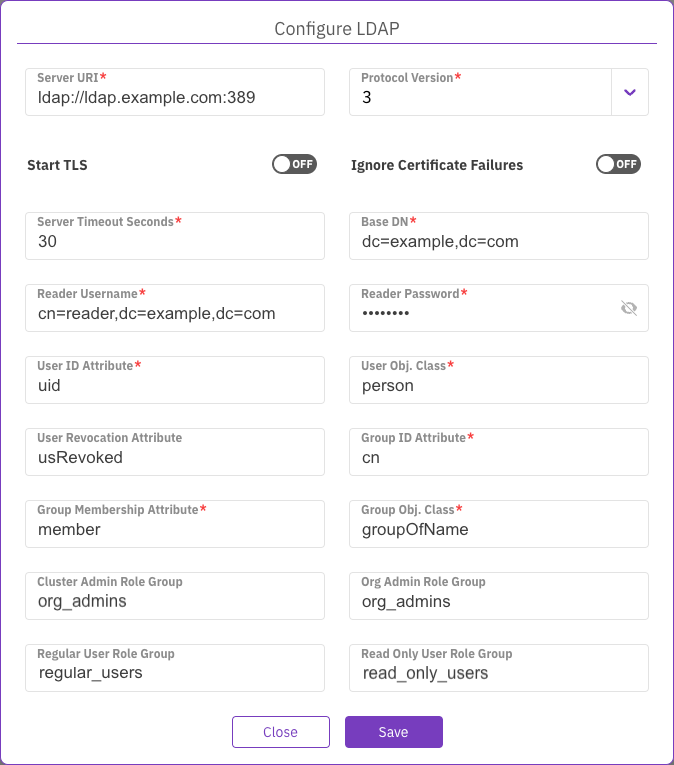 Configure LDAP
Server URI*
ldap://ldap.example.com:389
Protocol Version*
3
Start TLS
OFF
Ignore Certificate Failures
OFF
Server Timeout Seconds*
30
Base DN*
dc=example,dc=com
Reader Username*
cn=reader,dc=example,dc=com
Reader Password*
••••••••
User ID Attribute*
uid
User Obj. Class*
person
User Revocation Attribute
usRevoked
Group ID Attribute*
cn
Group Membership Attribute*
member
Group Obj. Class*
groupOfName
Cluster Admin Role Group
org_admins
Org Admin Role Group
org_admins
Regular User Role Group
regular_users
Read Only User Role Group
read_only_users
Close
Save